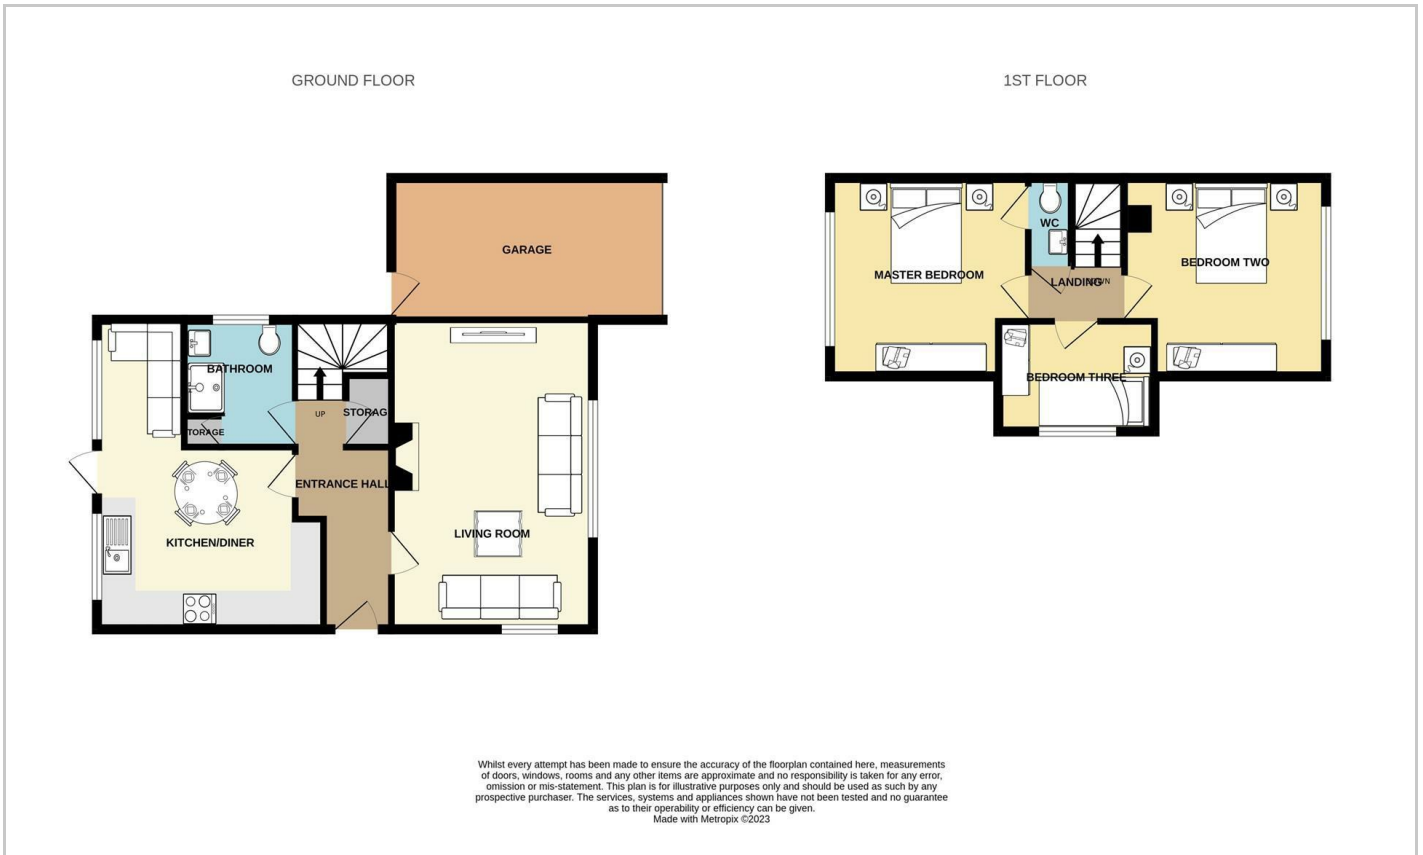 GROUND FLOOR
GARAGE
BATHROOM
UP
STORAG
TORAGE
ENTRANCE HALL
KITCHEN/DINER
LIVING ROOM
1ST FLOOR
WC
MASTER BEDROOM
BEDROOM TWO
LANDING
BEDROOM THREE
Whilst every attempt has been made to ensure the accuracy of the floorplan contained here, measurements
of doors, windows, rooms and any other items are approximate and no responsibility is taken for any error,
omission or mis-statement. This plan is for illustrative purposes only and should be used as such by any
prospective purchaser. The services, systems and appliances shown have not been tested and no guarantee
as to their operability or efficiency can be given.
Made with Metropix ©2023